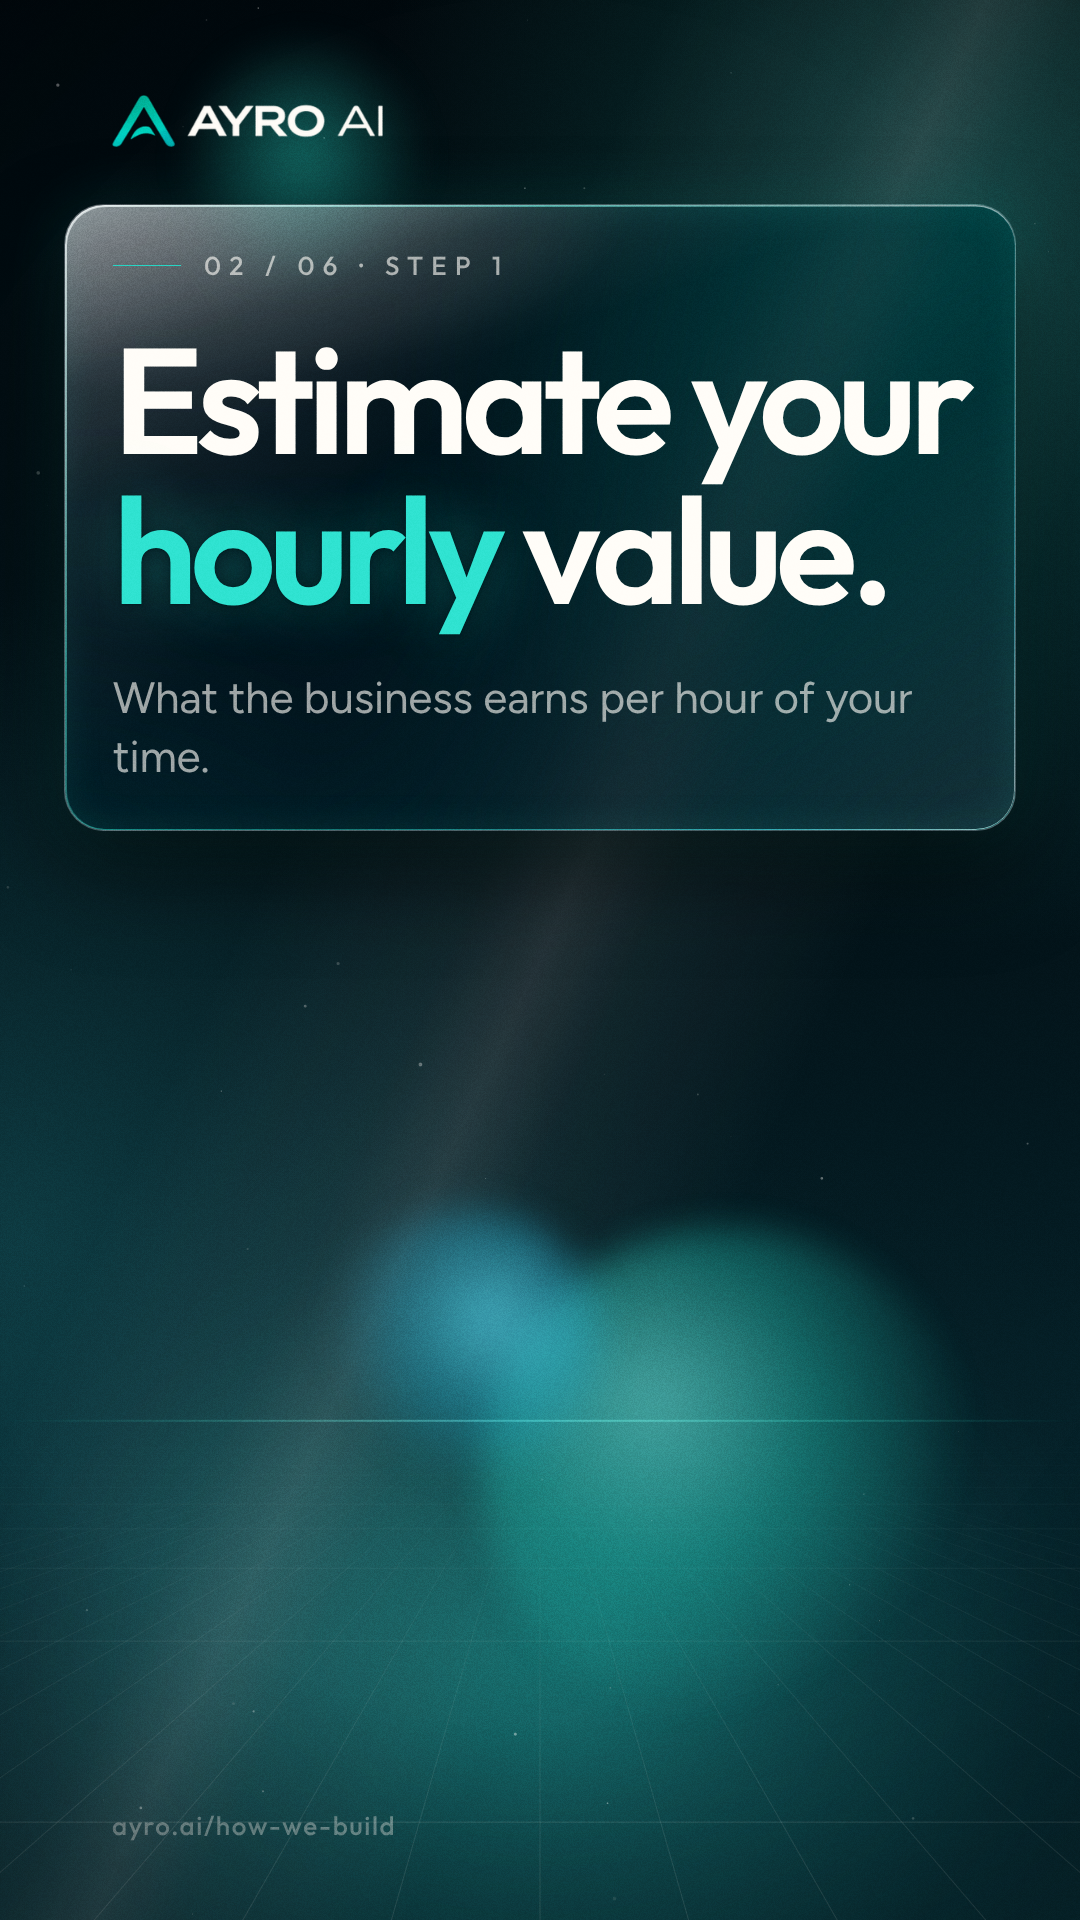 AYRO AI
02 / 06 · STEP 1
Estimate your
hourly value.
What the business earns per hour of your
time.
ayro.ai/how-we-build